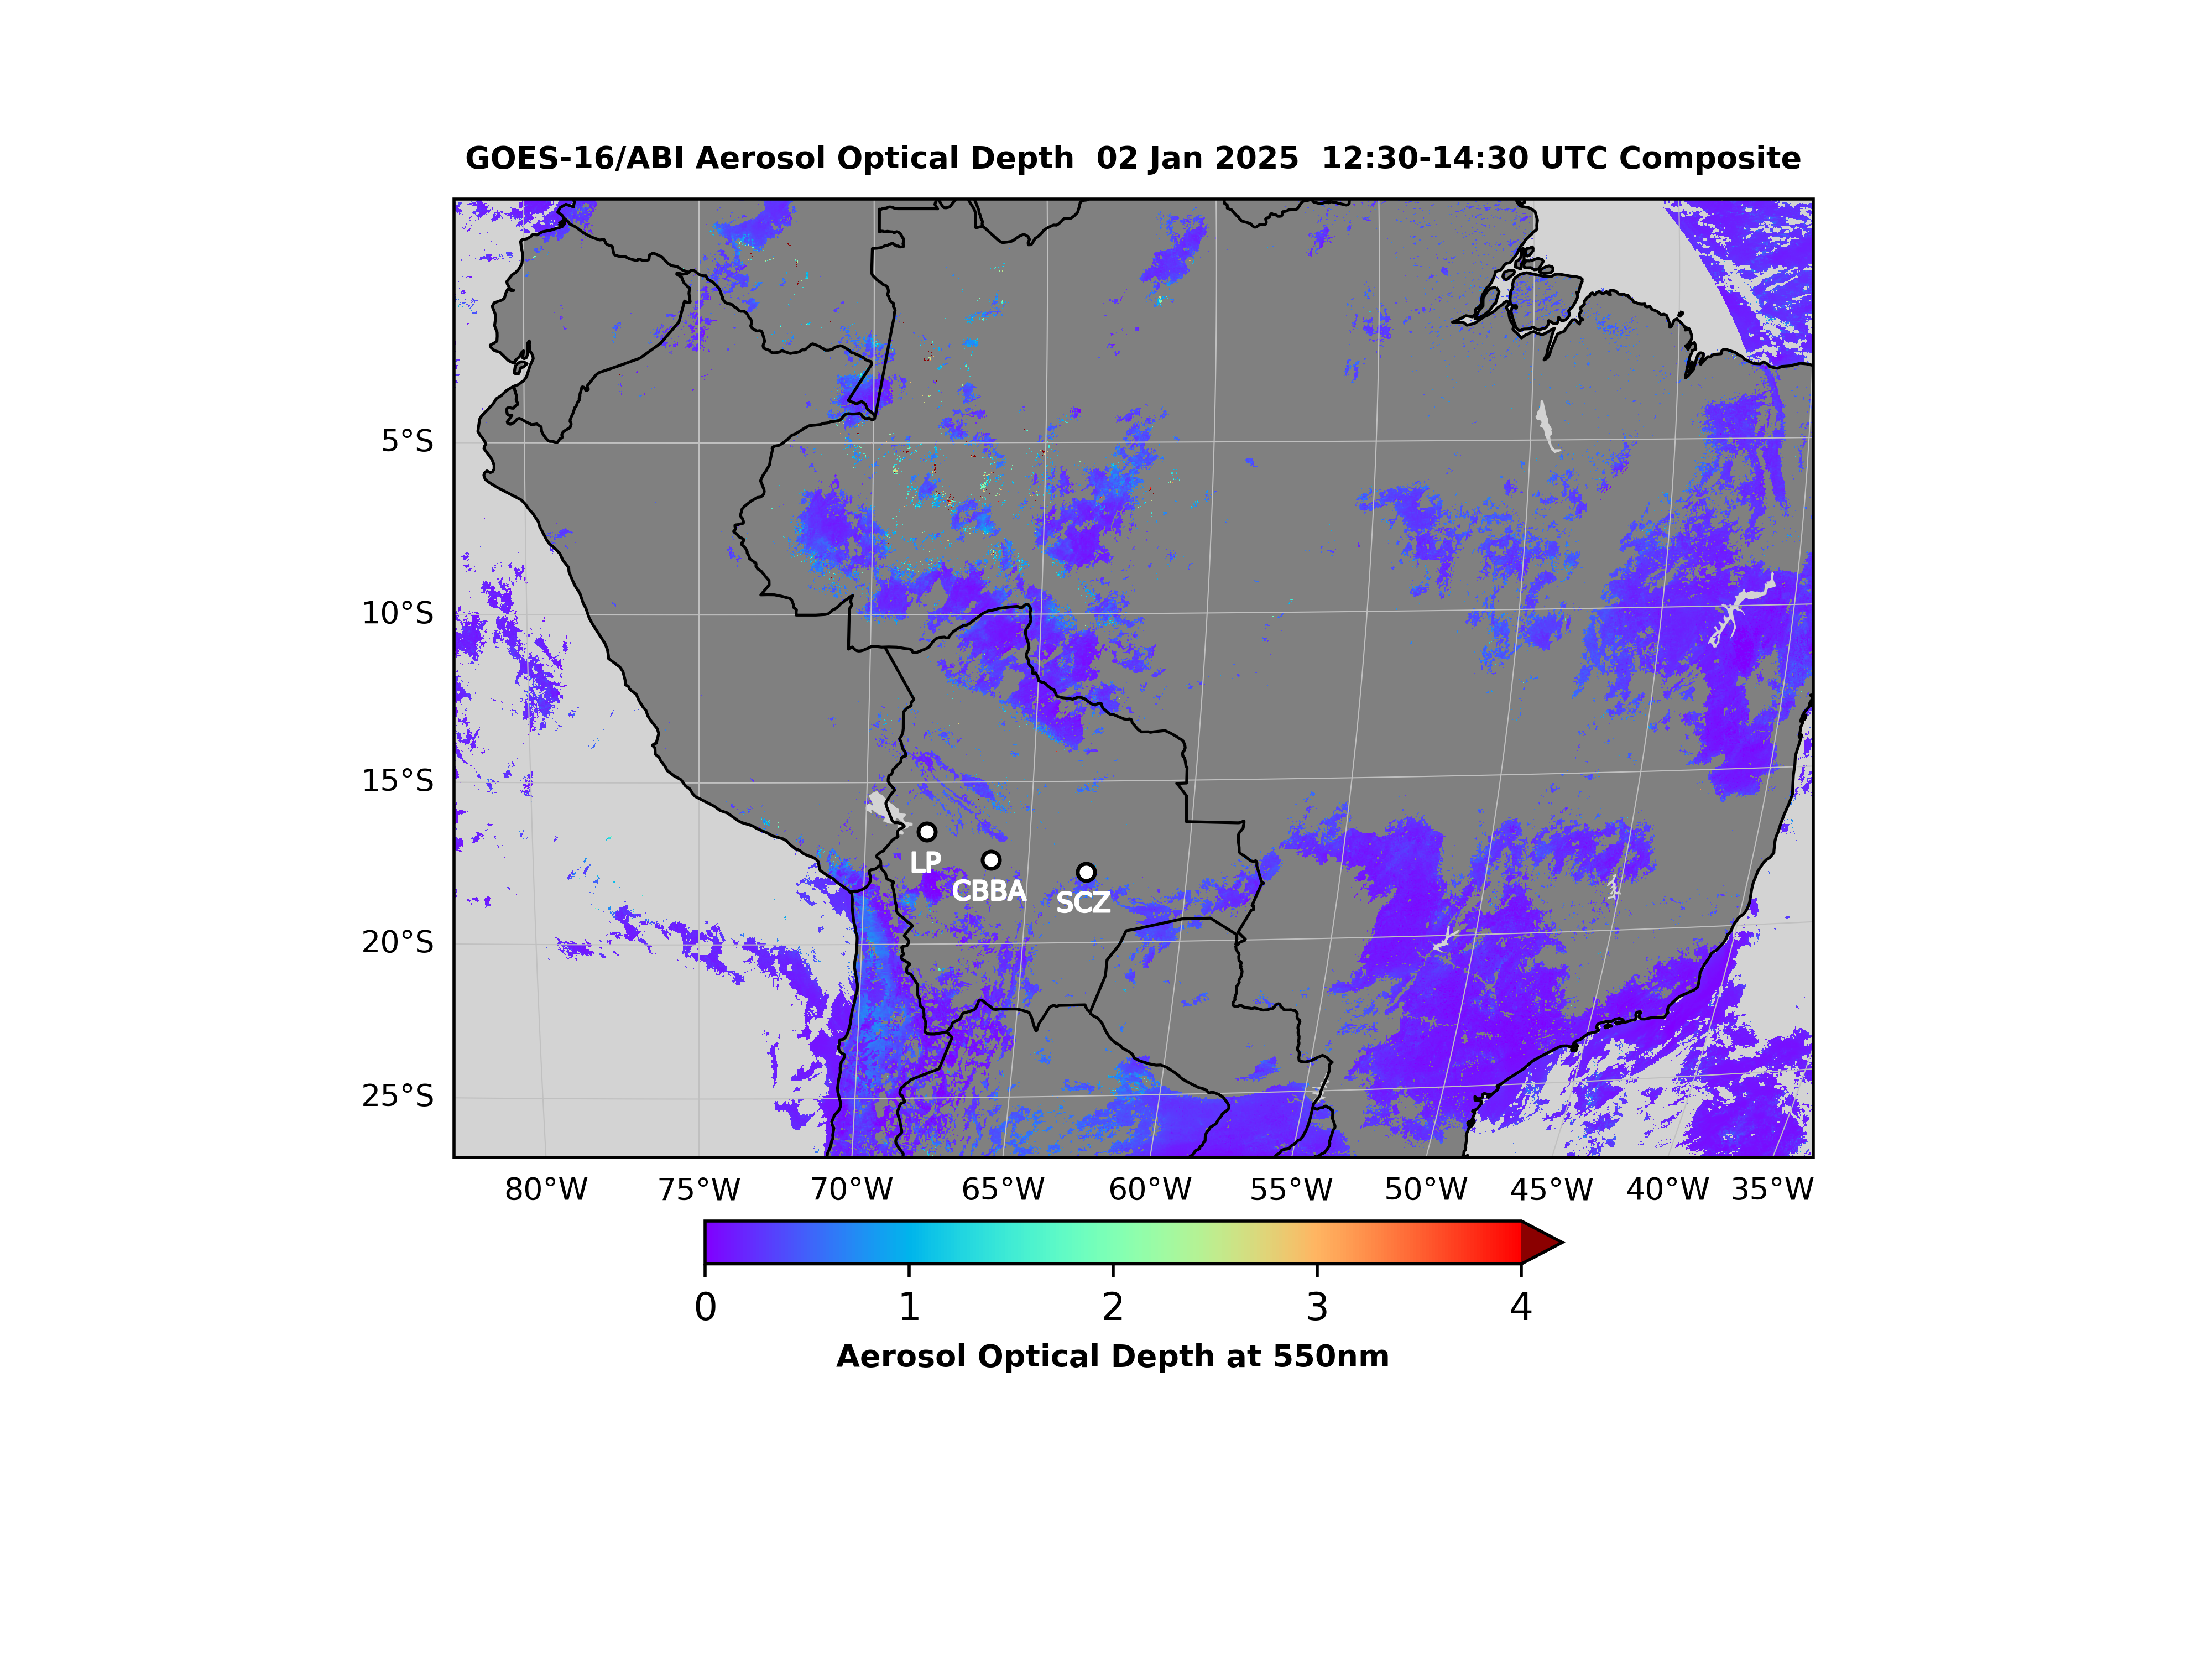 GOES-16/ABI Aerosol Optical Depth  02 Jan 2025  12:30-14:30 UTC Composite
5°S
10°S
15°S
LP
CBBA
SCZ
20°S
25°S
80°W 75°W 70°W 65°W 60°W 55°W 50°W 45°W 40°W 35°W
0 1 2 3 4
Aerosol Optical Depth at 550nm